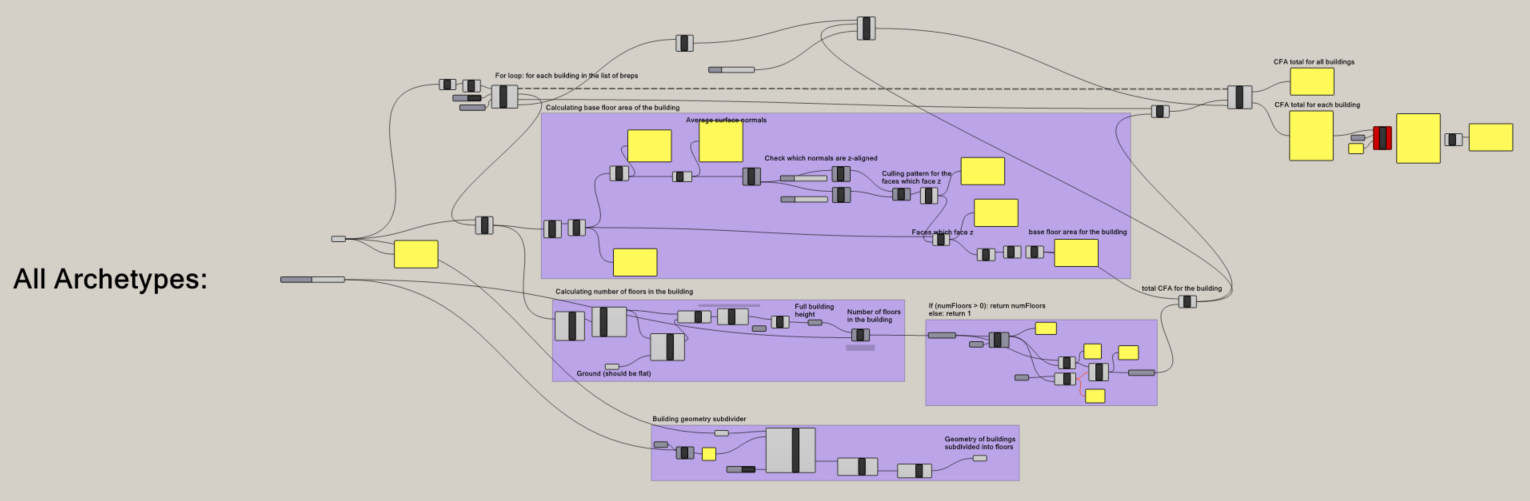 CFA total for all buildings
For loop: for each building in the list of breps
CFA total for each building
Calculating base floor area of the building
Average surface normals
Check which normals are z-aligned
Culling pattern for the
faces which face z
Faces which face z
base floor area for the building
All Archetypes:
total CFA for the building
Calculating number of floors in the building
Full building
height
Number of floors
in the building
If (numFloors > 0): return numFloors
else: return 1
Ground (should be flat)
Building geometry subdivider
Geometry of buildings
subdivided into floors